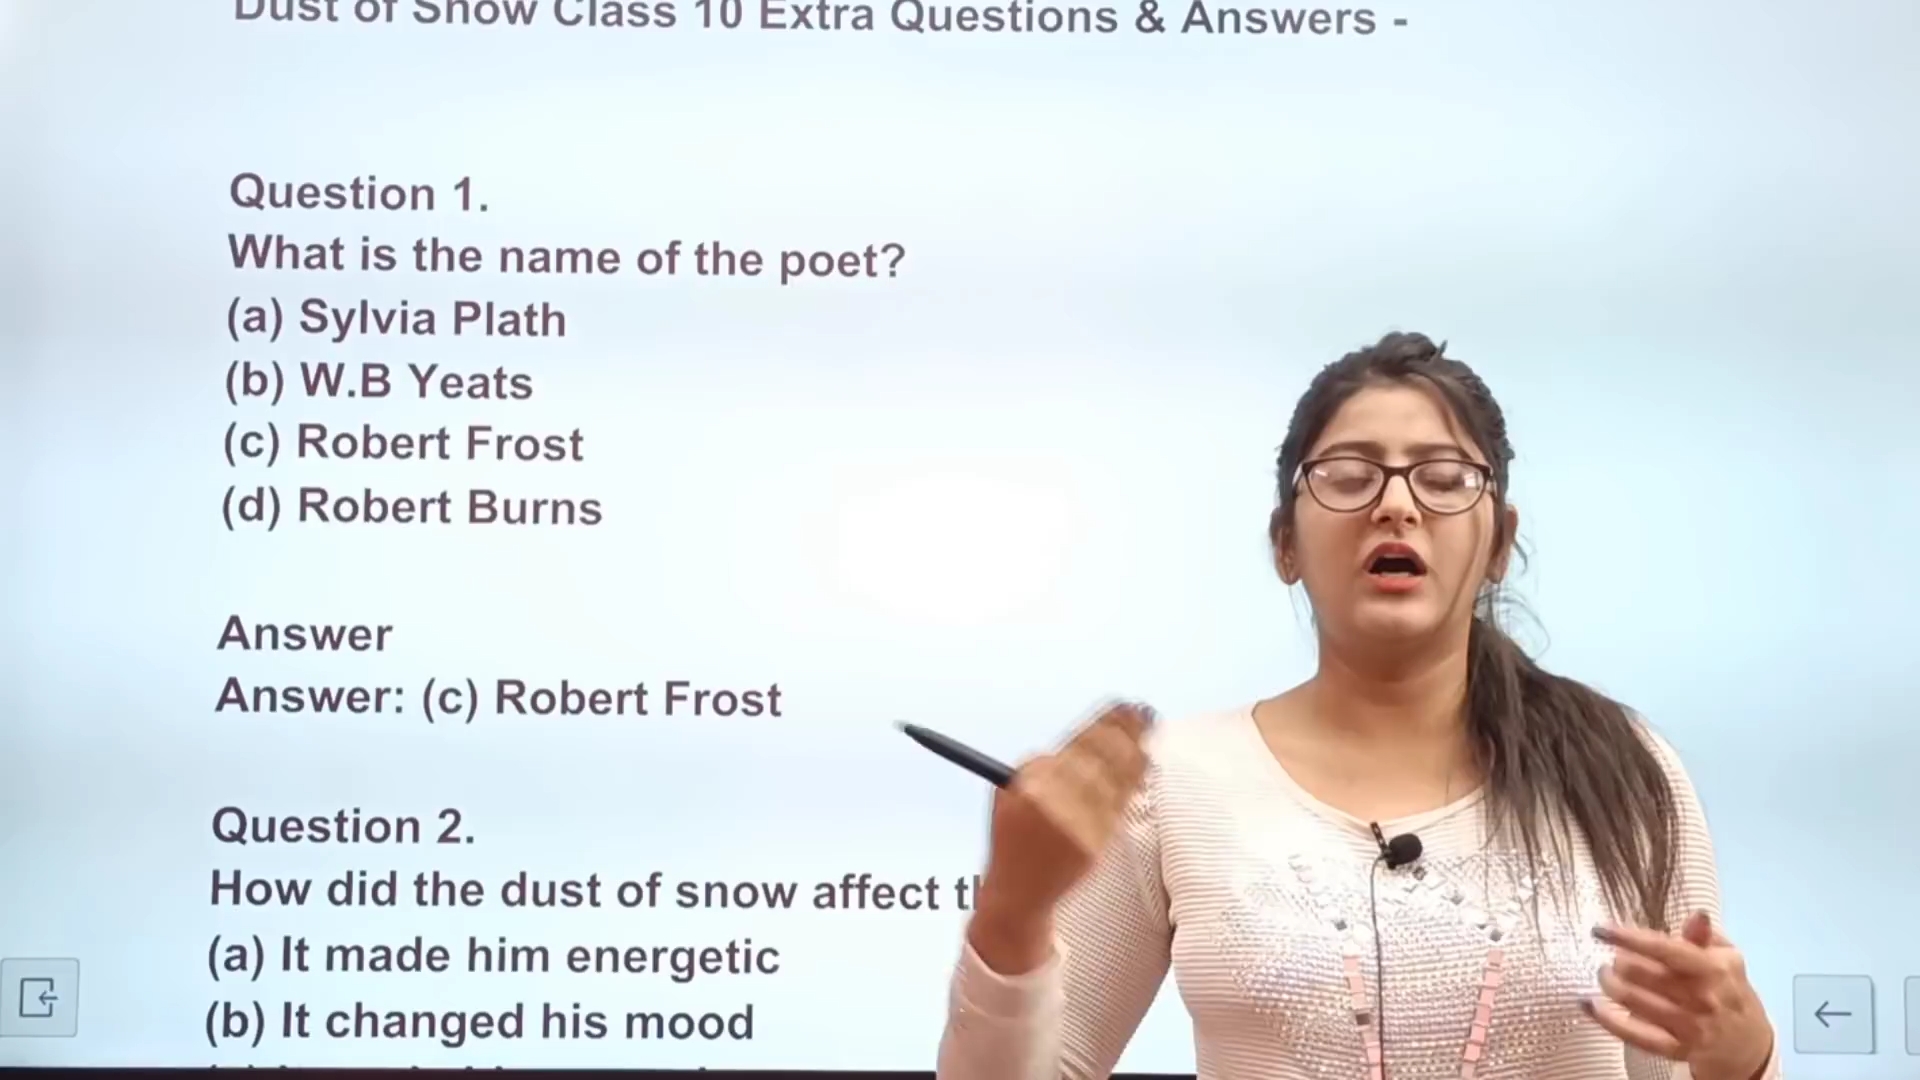 Dust of Snow Class 10 Extra Questions & Answers -
Question 1.
What is the name of the poet?
(a) Sylvia Plath
(b) W.B Yeats
(c) Robert Frost
(d) Robert Burns
Answer
Answer: (c) Robert Frost
Question 2.
How did the dust of snow affect
(a) It made him energetic
(b) It changed his mood